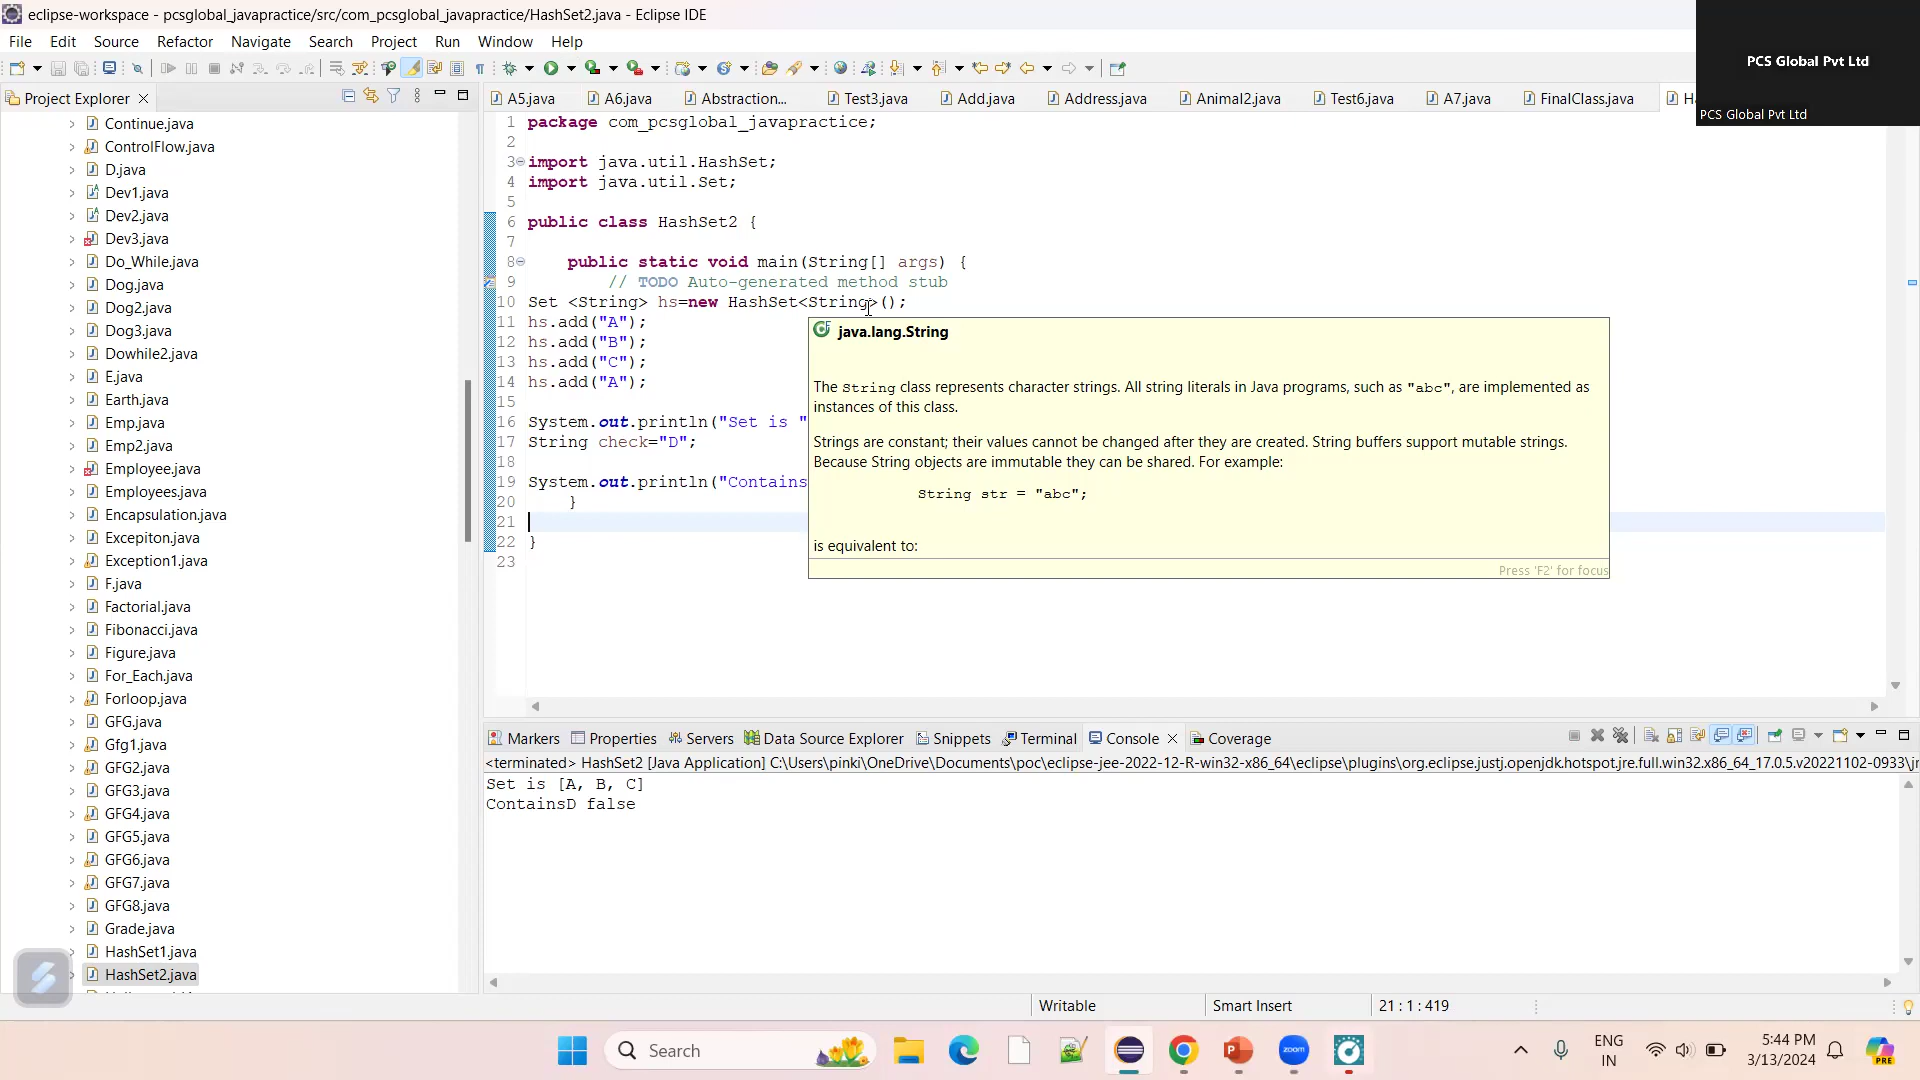 eclipse-workspace - pcsglobal_javapractice/src/com_pcsglobal_javapractice/HashSet2.java - Eclipse IDE
File Edit Source Refactor Navigate Search Project Run Window Help
PCS Global Pvt Ltd
PCS Global Pvt Ltd
Project Explorer
A5.java A6.java Abstraction... Test3.java Add.java Address.java Animal2.java Test6.java A7.java FinalClass.java
Continue.java
ControlFlow.java
D.java
Dev1.java
Dev2.java
Dev3.java
Do_While.java
Dog.java
Dog2.java
Dog3.java
Dowhile2.java
E.java
Earth.java
Emp.java
Emp2.java
Employee.java
Employees.java
Encapsulation.java
Excepiton.java
Exception1.java
F.java
Factorial.java
Fibonacci.java
Figure.java
For_Each.java
Forloop.java
GFG.java
Gfg1.java
GFG2.java
GFG3.java
GFG4.java
GFG5.java
GFG6.java
GFG7.java
GFG8.java
Grade.java
HashSet1.java
HashSet2.java
1 package com_pcsglobal_javapractice;
2
3 import java.util.HashSet;
4 import java.util.Set;
5
6 public class HashSet2 {
7
8 public static void main(String[] args) {
9 // TODO Auto-generated method stub
10 Set <String> hs=new HashSet<String>();
11 hs.add("A");
12 hs.add("B");
13 hs.add("C");
14 hs.add("A");
15
16 System.out.println("Set is "
17 String check="D";
18
19 System.out.println("Contains
20 }
21
22 }
23
java.lang.String
The String class represents character strings. All string literals in Java programs, such as "abc", are implemented as
instances of this class.
Strings are constant; their values cannot be changed after they are created. String buffers support mutable strings.
Because String objects are immutable they can be shared. For example:
String str = "abc";
is equivalent to:
Press 'F2' for focus
Markers Properties Servers Data Source Explorer Snippets Terminal Console Coverage
<terminated> HashSet2 [Java Application] C:\Users\pinki\OneDrive\Documents\poc\eclipse-jee-2022-12-R-win32-x86_64\eclipse\plugins\org.eclipse.justj.openjdk.hotspot.jre.full.win32.x86_64_17.0.5.v20221102-0933\jr
Set is [A, B, C]
ContainsD false
Writable Smart Insert 21 : 1 : 419
Search
zoom
ENG
IN
5:44 PM
3/13/2024
PRE